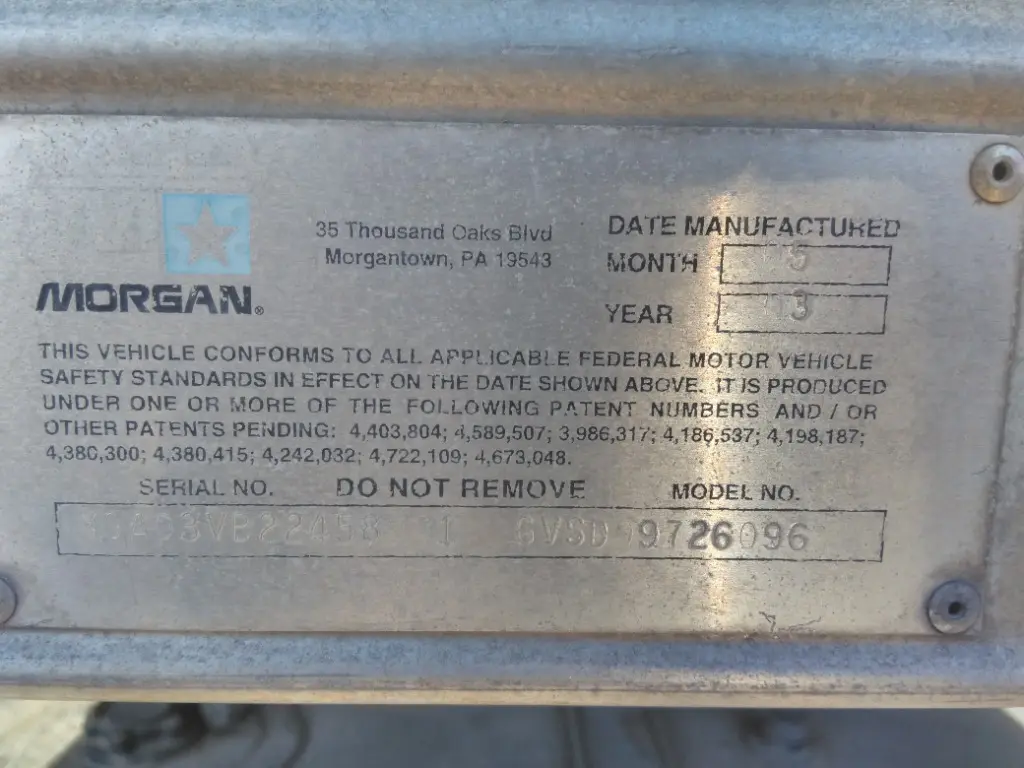 MORGAN®
35 Thousand Oaks Blvd
Morgantown, PA 19543
DATE MANUFACTURED
MONTH 05
YEAR 13
THIS VEHICLE CONFORMS TO ALL APPLICABLE FEDERAL MOTOR VEHICLE
SAFETY STANDARDS IN EFFECT ON THE DATE SHOWN ABOVE. IT IS PRODUCED
UNDER ONE OR MORE OF THE FOLLOWING PATENT NUMBERS AND / OR
OTHER PATENTS PENDING: 4,403,804; 4,589,507; 3,986,317; 4,186,537; 4,198,187;
4,380,300; 4,380,415; 4,242,032; 4,722,109; 4,673,048.
SERIAL NO. DO NOT REMOVE MODEL NO.
GVSD 9726096